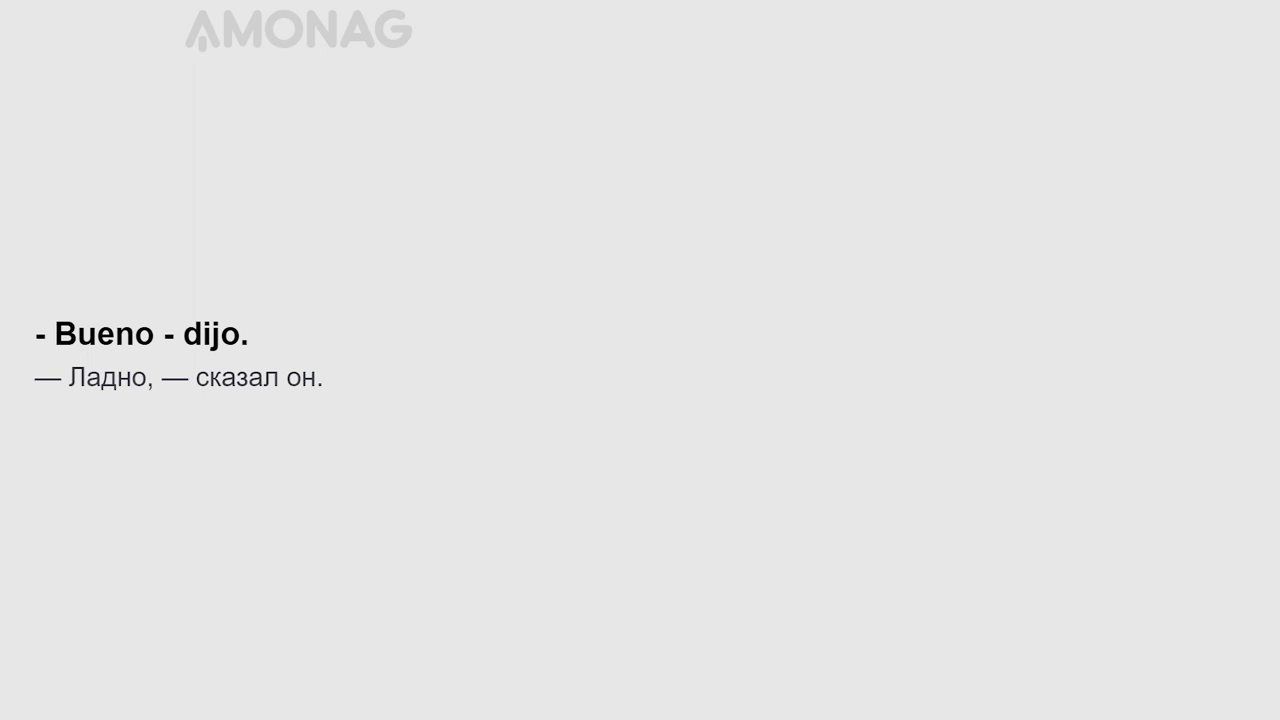 AMONAG
- Bueno - dijo.
— Ладно, — сказал он.